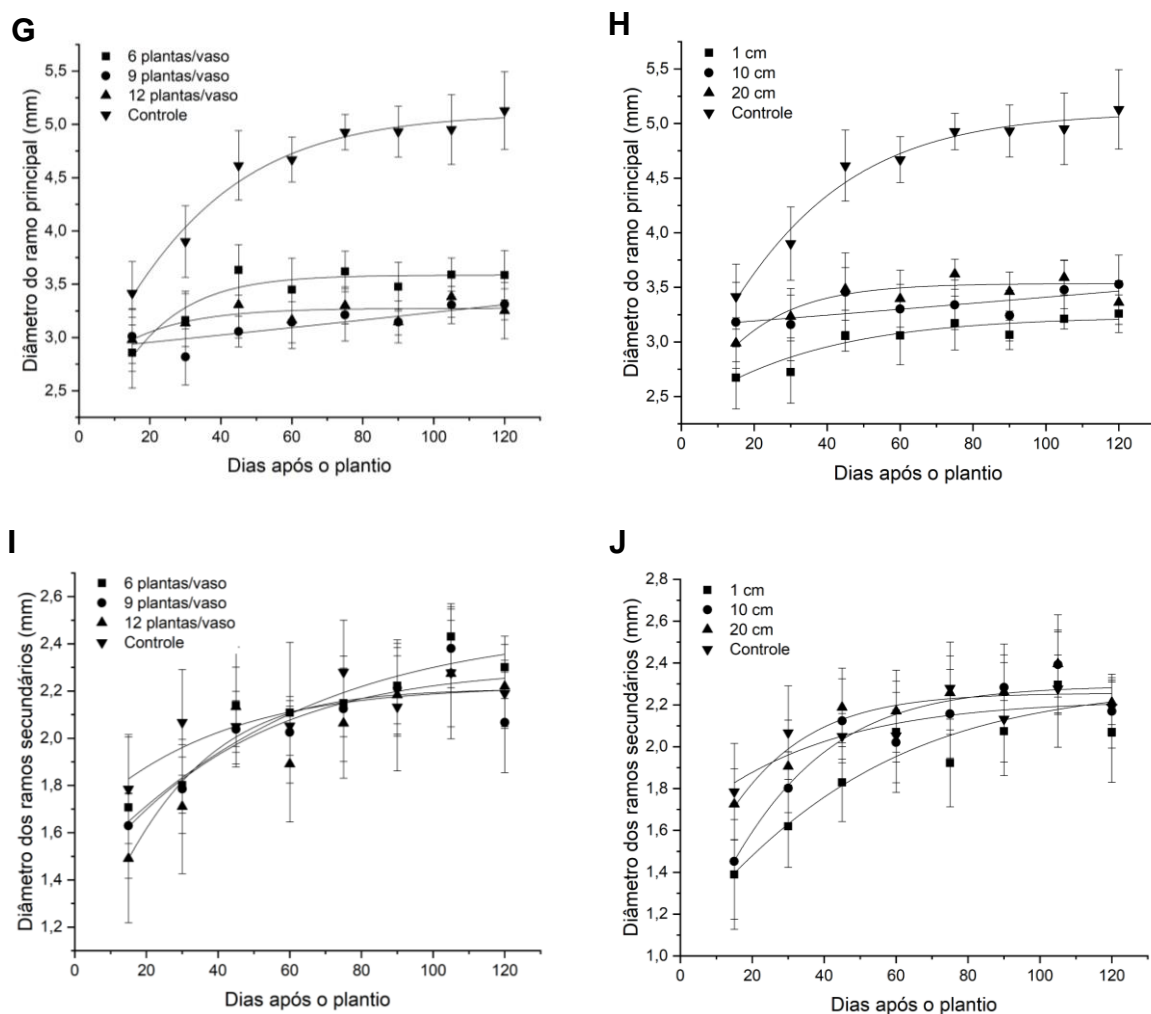 G
6 plantas/vaso
9 plantas/vaso
12 plantas/vaso
Controle
Diâmetro do ramo principal (mm)
5,5
5,0
4,5
4,0
3,5
3,0
2,5
0 20 40 60 80 100 120
Dias após o plantio
H
1 cm
10 cm
20 cm
Controle
Diâmetro do ramo principal (mm)
5,5
5,0
4,5
4,0
3,5
3,0
2,5
0 20 40 60 80 100 120
Dias após o plantio
I
6 plantas/vaso
9 plantas/vaso
12 plantas/vaso
Controle
Diâmetro dos ramos secundários (mm)
2,6
2,4
2,2
2,0
1,8
1,6
1,4
1,2
0 20 40 60 80 100 120
Dias após o plantio
J
1 cm
10 cm
20 cm
Controle
Diâmetro dos ramos secundários (mm)
2,8
2,6
2,4
2,2
2,0
1,8
1,6
1,4
1,2
1,0
0 20 40 60 80 100 120
Dias após o plantio